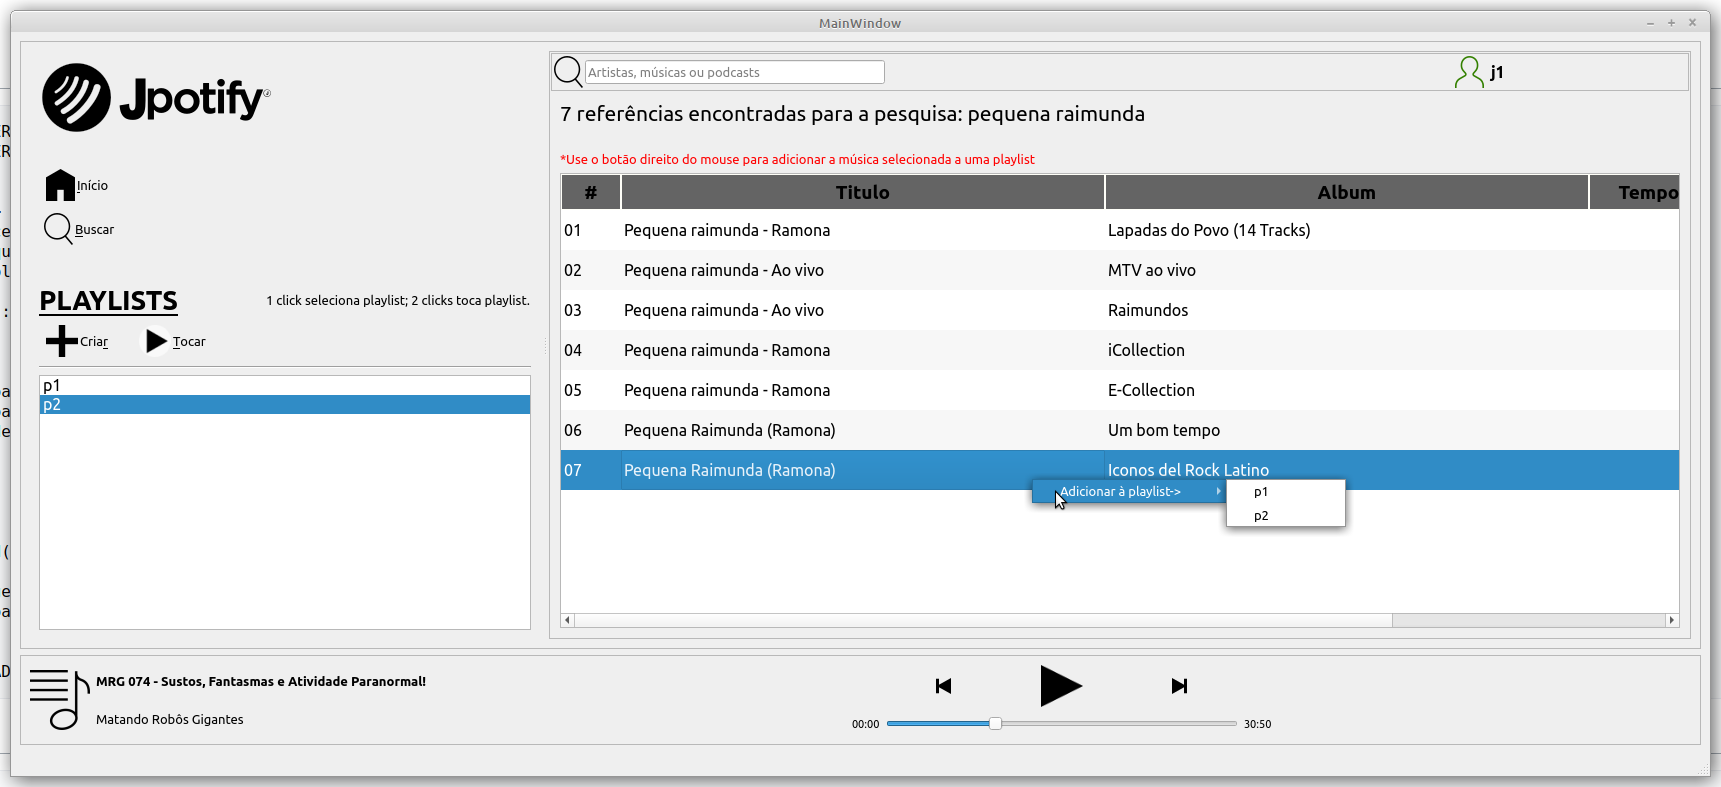 MainWindow
Jpotify
Artistas, músicas ou podcasts
j1
7 referências encontradas para a pesquisa: pequena raimunda
*Use o botão direito do mouse para adicionar a música selecionada a uma playlist
Início
Buscar
PLAYLISTS
1 click seleciona playlist; 2 clicks toca playlist.
Criar
Tocar
p1
p2
# Titulo Album Tempo
01 Pequena raimunda - Ramona Lapadas do Povo (14 Tracks)
02 Pequena raimunda - Ao vivo MTV ao vivo
03 Pequena raimunda - Ao vivo Raimundos
04 Pequena raimunda - Ramona iCollection
05 Pequena raimunda - Ramona E-Collection
06 Pequena Raimunda (Ramona) Um bom tempo
07 Pequena Raimunda (Ramona) Iconos del Rock Latino
Adicionar à playlist->
p1
p2
MRG 074 - Sustos, Fantasmas e Atividade Paranormal!
Matando Robôs Gigantes
00:00
30:50